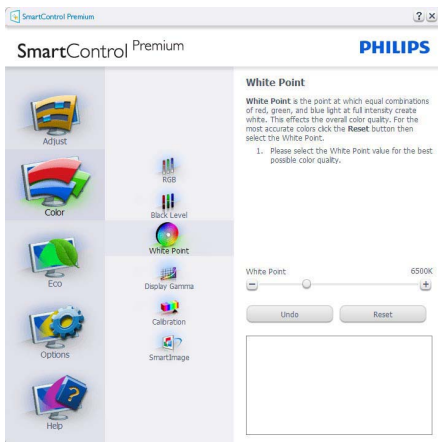 SmartControl Premium
? ×
SmartControl Premium
PHILIPS
Adjust
Color
Eco
Options
Help
RGB
Black Level
White Point
Display Gamma
Calibration
SmartImage
White Point
White Point is the point at which equal combinations
of red, green, and blue light at full intensity create
white. This effects the overall color quality. For the
most accurate colors click the Reset button then
select the White Point.
1. Please select the White Point value for the best
possible color quality.
White Point 6500K
Undo Reset